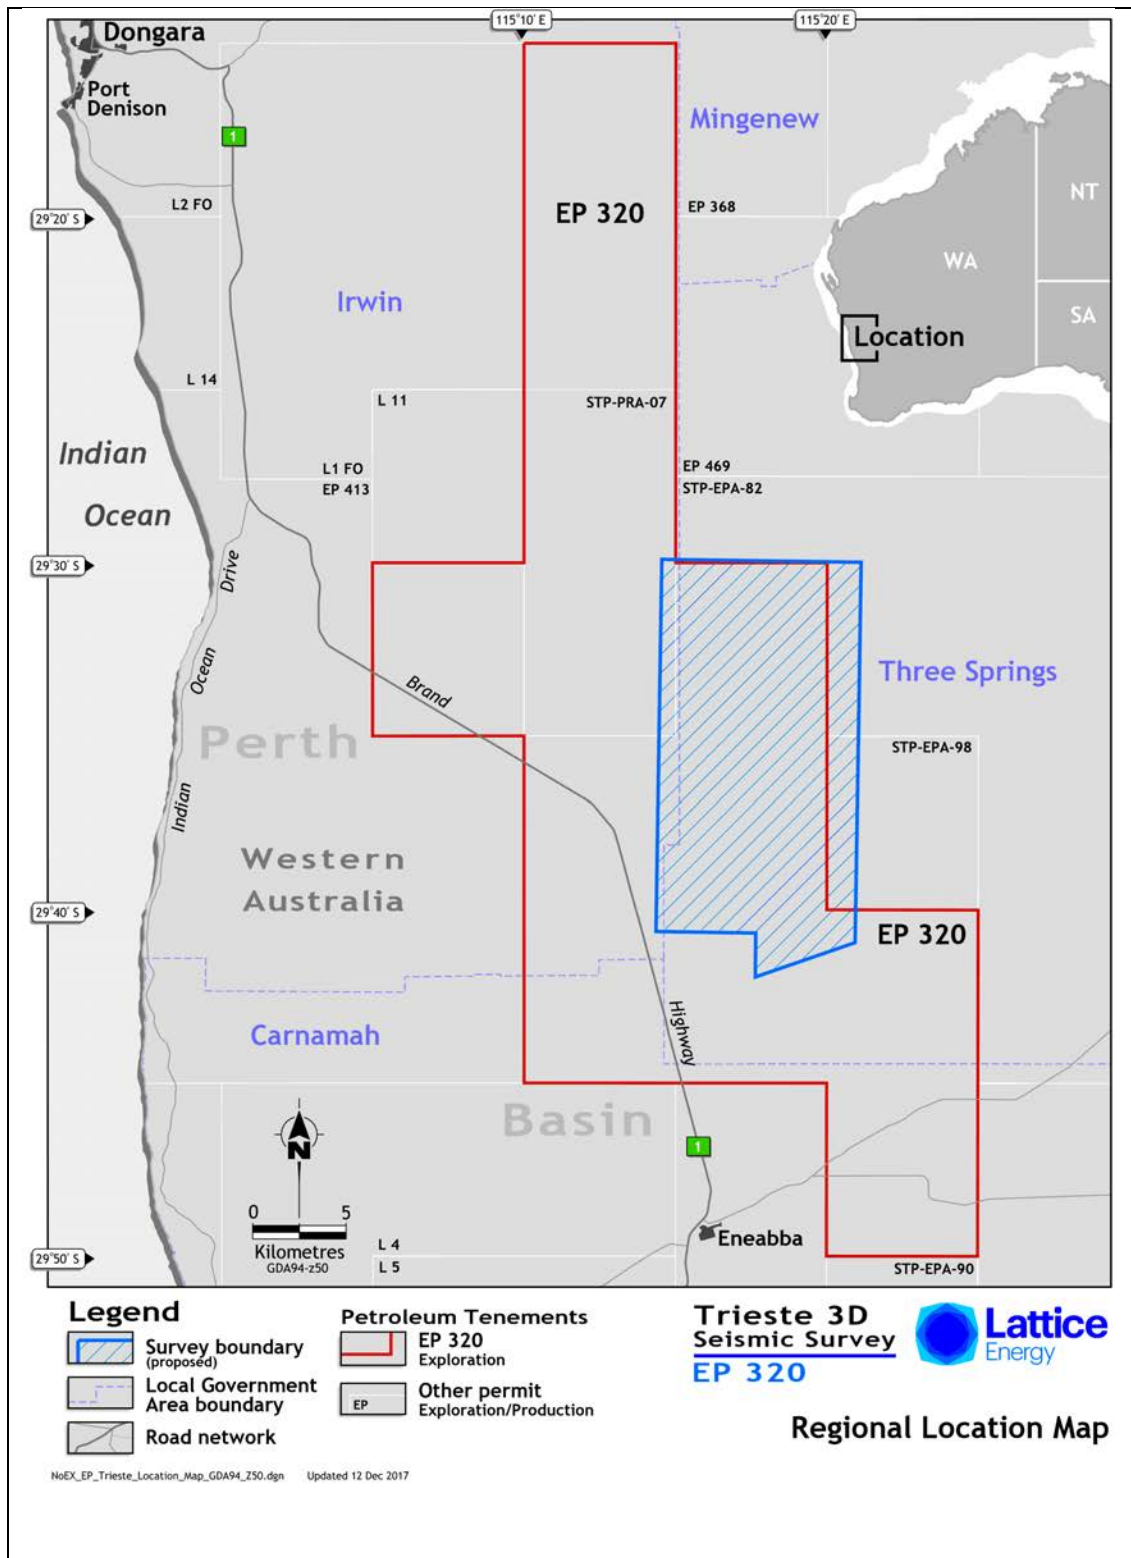 115°10' E
115°20' E
Dongara
Port
Denison
1
Mingenew
NT
L2 FO
EP 320
EP 368
29°20' S
WA
Irwin
SA
Location
L 14
L 11
STP-PRA-07
Indian
Ocean
L1 FO
EP 413
EP 469
STP-EPA-82
29°30' S
Drive
Ocean
Indian
Brand
Three Springs
Perth
STP-EPA-98
Western
Australia
29°40' S
EP 320
Highway
Carnamah
Basin
N
1
0 5
Kilometres
GDA94-z50
Eneabba
L 4
L 5
29°50' S
STP-EPA-90
Legend
Survey boundary
(proposed)
Local Government
Area boundary
Road network
Petroleum Tenements
EP 320
Exploration
EP
Other permit
Exploration/Production
Trieste 3D
Seismic Survey
EP 320
Lattice
Energy
Regional Location Map
NoEX_EP_Trieste_Location_Map_GDA94_Z50.dgn Updated 12 Dec 2017